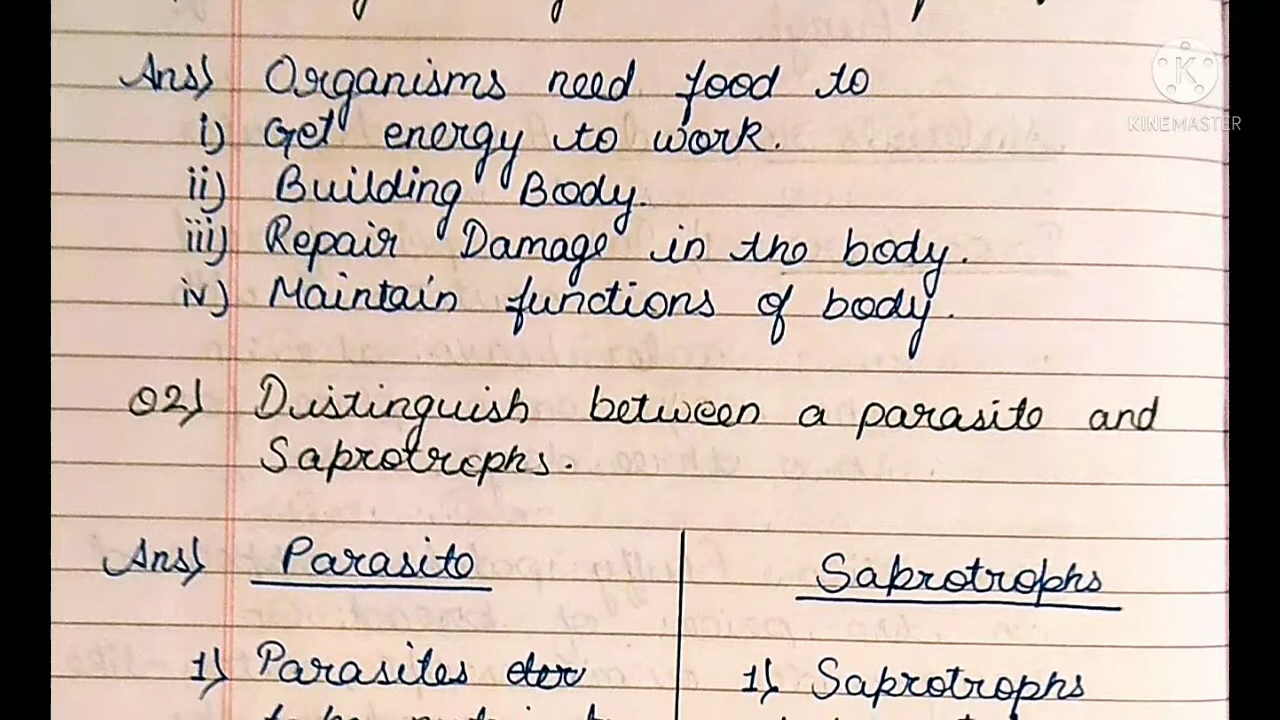 Ans) Organisms need food to
i) Get energy to work.
ii) Building Body.
iii) Repair Damage in the body.
iv) Maintain functions of body.
Q2) Distinguish between a parasite and
Saprotrophs.
Ans) Parasite
Saprotrophs
1) Parasites
1) Saprotrophs
KINEMASTER